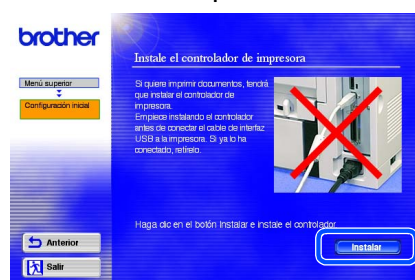 brother
Instale el controlador de impresora
Menú superior
Configuración inicial
Si quiere imprimir documentos, tendrá
que instalar el controlador de
impresora.
Empiece instalando el controlador
antes de conectar el cable de interfaz
USB a la impresora. Si ya lo ha
conectado, retírelo.
Haga clic en el botón Instalar e instale el controlador
Instalar
Anterior
Salir